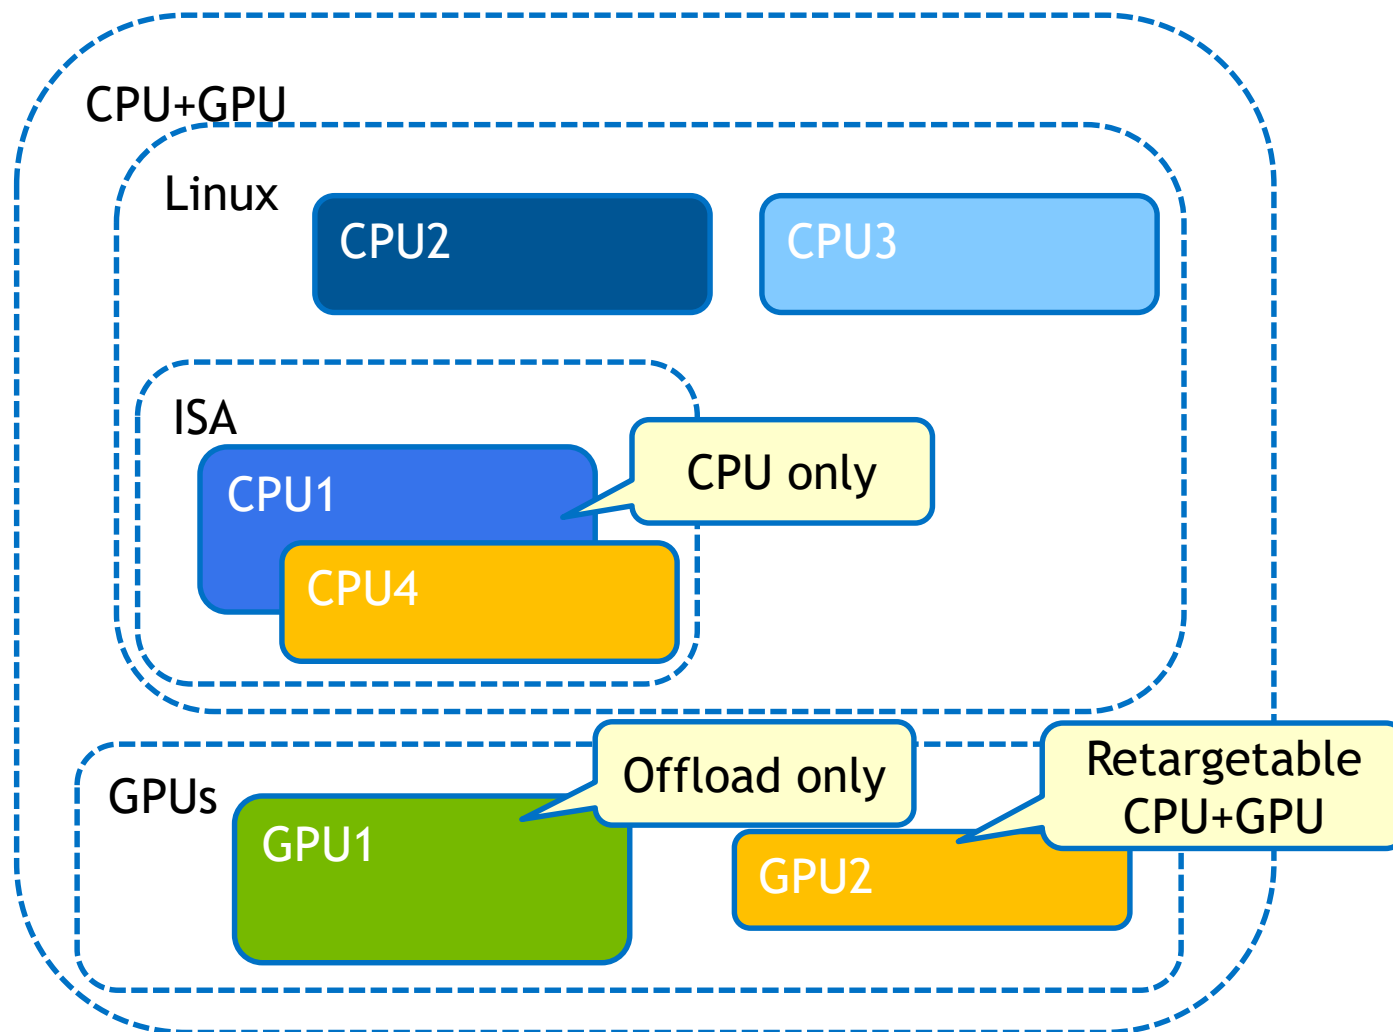 CPU+GPU
Linux
CPU2
CPU3
ISA
CPU1
CPU only
CPU4
GPUs
Offload only
Retargetable
CPU+GPU
GPU1
GPU2